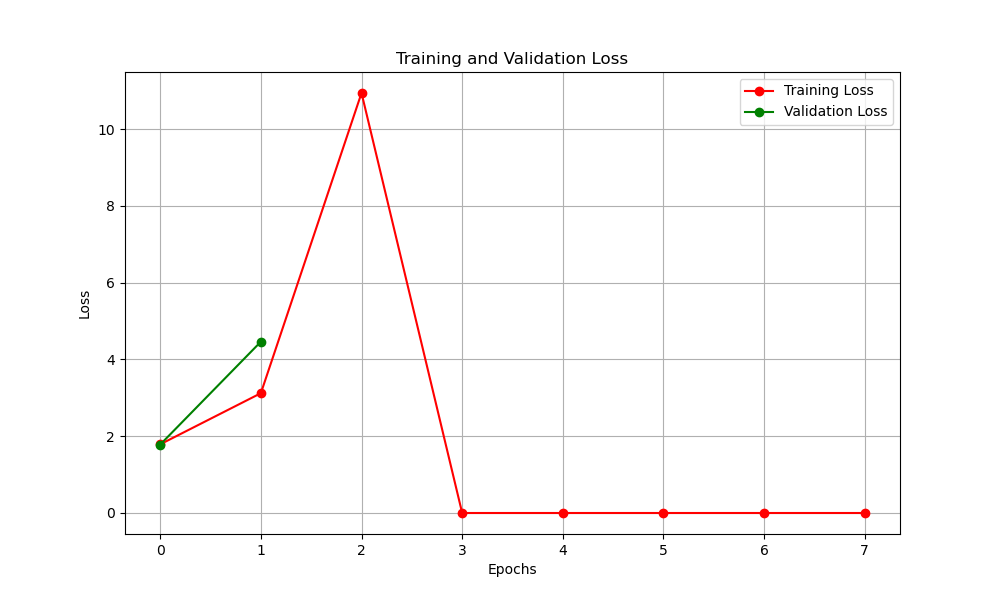 Training and Validation Loss
Training Loss
Validation Loss
10
8
6
4
2
0
Loss
0 1 2 3 4 5 6 7
Epochs